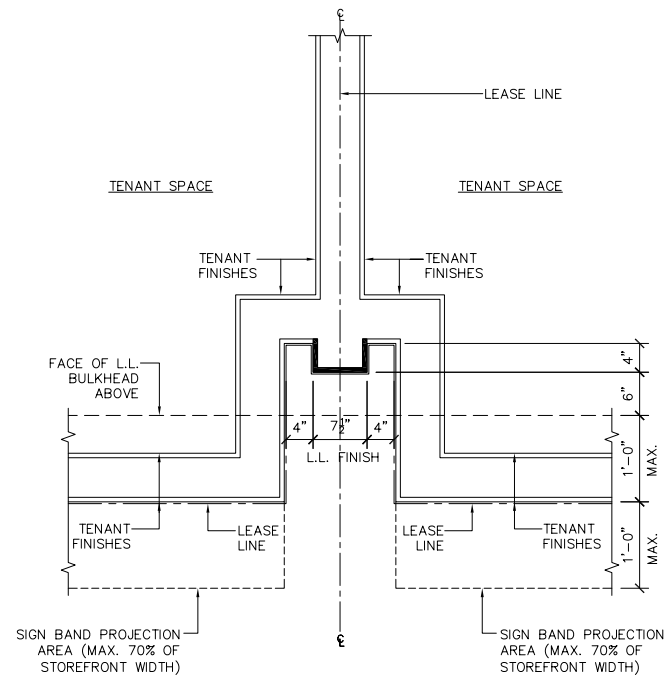 ℄
LEASE LINE
TENANT SPACE
TENANT SPACE
TENANT
FINISHES
TENANT
FINISHES
FACE OF L.L.
BULKHEAD
ABOVE
4"
6"
4"
7½"
4"
L.L. FINISH
1'-0"
MAX.
TENANT
FINISHES
LEASE
LINE
LEASE
LINE
TENANT
FINISHES
1'-0"
MAX.
SIGN BAND PROJECTION
AREA (MAX. 70% OF
STOREFRONT WIDTH)
℄
SIGN BAND PROJECTION
AREA (MAX. 70% OF
STOREFRONT WIDTH)